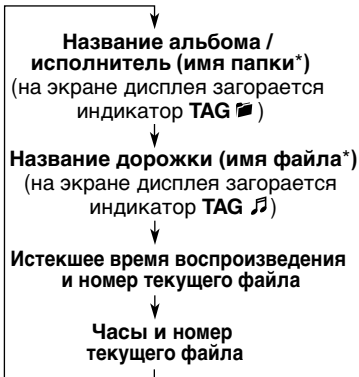 Название альбома /
исполнитель (имя папки*)
(на экране дисплея загорается
индикатор TAG)
Название дорожки (имя файла*)
(на экране дисплея загорается
индикатор TAG)
Истекшее время воспроизведения
и номер текущего файла
Часы и номер
текущего файла